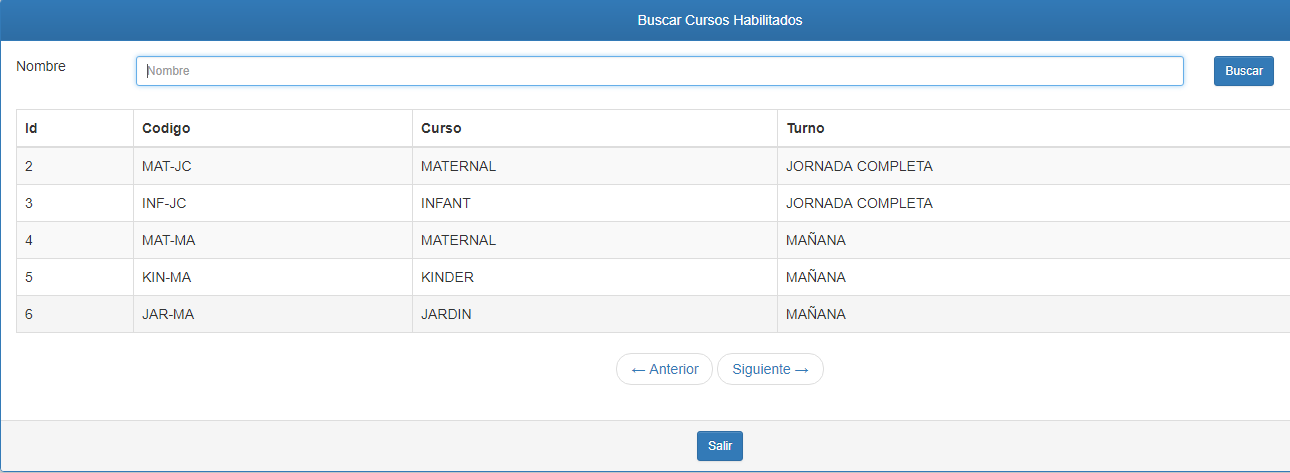 Buscar Cursos Habilitados
Nombre Nombre Buscar
Id Codigo Curso Turno
2 MAT-JC MATERNAL JORNADA COMPLETA
3 INF-JC INFANT JORNADA COMPLETA
4 MAT-MA MATERNAL MAÑANA
5 KIN-MA KINDER MAÑANA
6 JAR-MA JARDIN MAÑANA
← Anterior Siguiente →
Salir